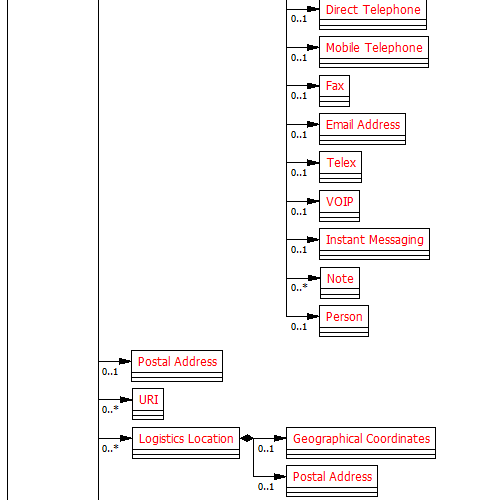 Direct Telephone
0..1
Mobile Telephone
0..1
Fax
0..1
Email Address
0..1
Telex
0..1
VOIP
0..1
Instant Messaging
0..1
Note
0..*
Person
0..1
Postal Address
0..1
URI
0..*
Logistics Location
0..*
Geographical Coordinates
0..1
Postal Address
0..1